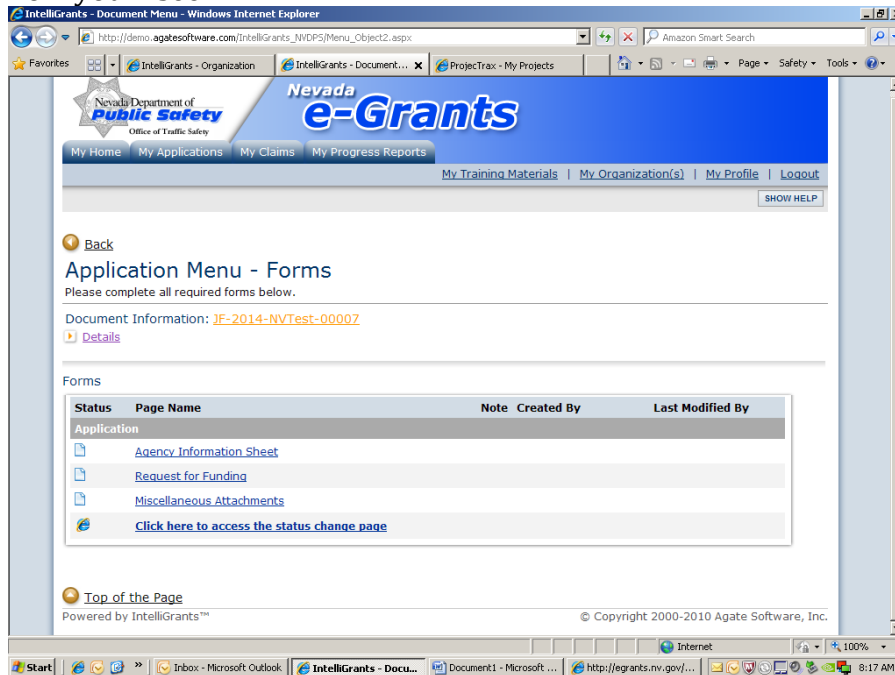 IntelliGrants - Document Menu - Windows Internet Explorer
http://demo.agatesoftware.com/IntelliGrants_NVDPS/Menu_Object2.aspx
Amazon Smart Search
Favorites
IntelliGrants - Organization
IntelliGrants - Document...
ProjecTrax - My Projects
Page
Safety
Tools
Nevada Department of
Public Safety
Office of Traffic Safety
Nevada
e-Grants
My Home
My Applications
My Claims
My Progress Reports
My Training Materials | My Organization(s) | My Profile | Logout
SHOW HELP
Back
Application Menu - Forms
Please complete all required forms below.
Document Information: JF-2014-NVTest-00007
Details
Forms
Status Page Name Note Created By Last Modified By
Application
Agency Information Sheet
Request for Funding
Miscellaneous Attachments
Click here to access the status change page
Top of the Page
Powered by IntelliGrants™
© Copyright 2000-2010 Agate Software, Inc.
Internet
100%
Start
Inbox - Microsoft Outlook
IntelliGrants - Docu...
Document1 - Microsoft ...
http://egrants.nv.gov/...
8:17 AM